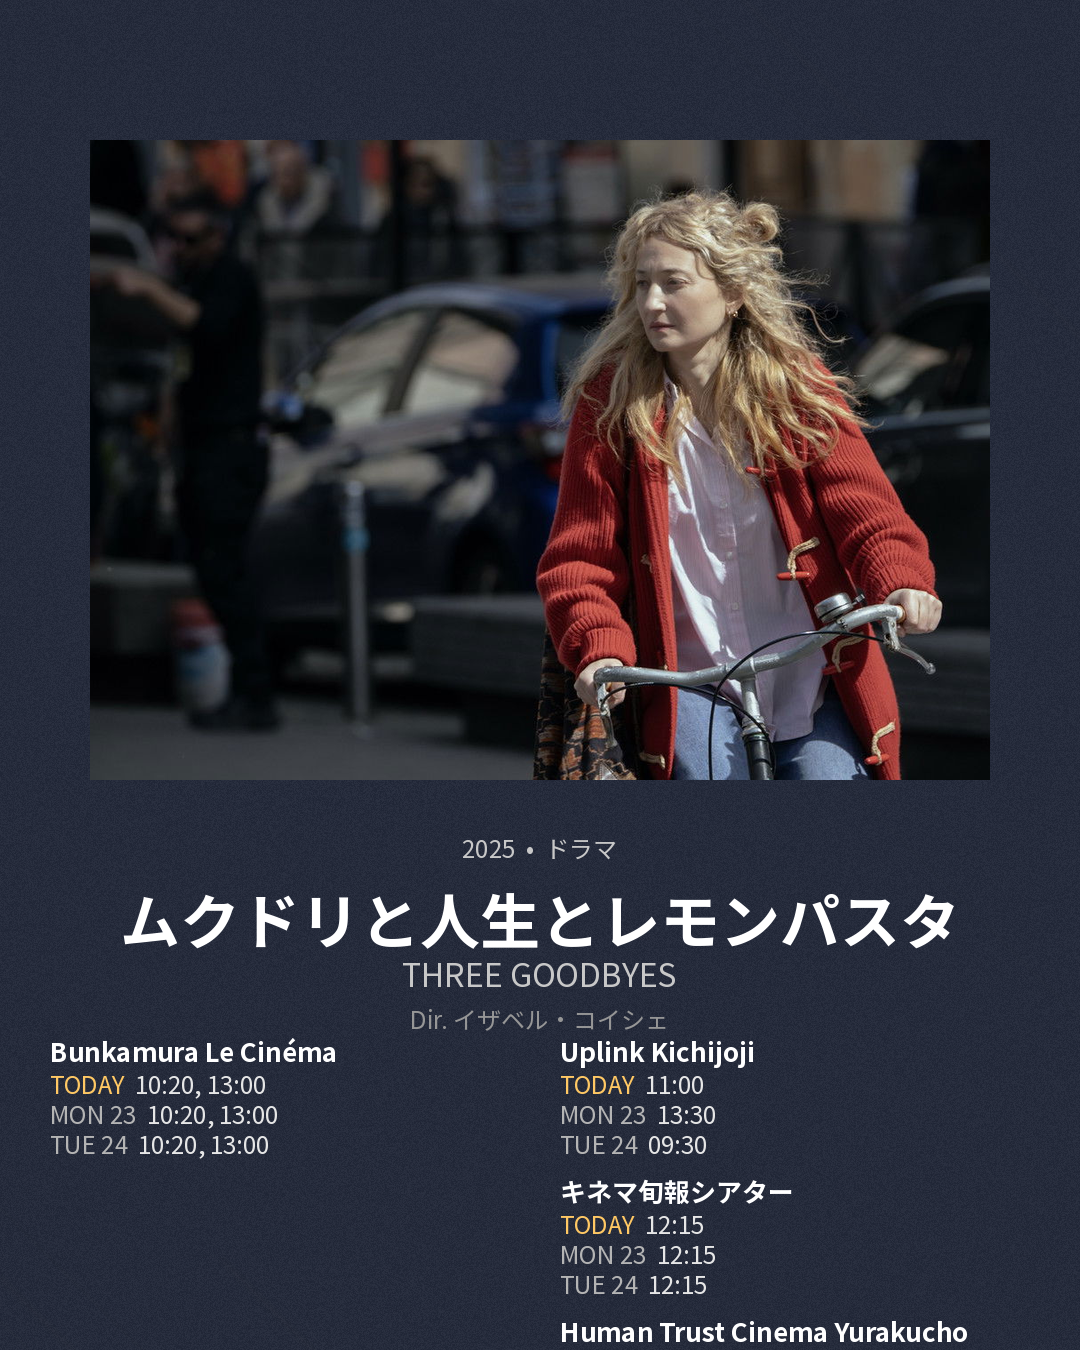 2025 • ドラマ
ムクドリと人生とレモンパスタ
THREE GOODBYES
Dir. イザベル・コイシェ
Bunkamura Le Cinéma
TODAY 10:20, 13:00
MON 23 10:20, 13:00
TUE 24 10:20, 13:00
Uplink Kichijoji
TODAY 11:00
MON 23 13:30
TUE 24 09:30
キネマ旬報シアター
TODAY 12:15
MON 23 12:15
TUE 24 12:15
Human Trust Cinema Yurakucho